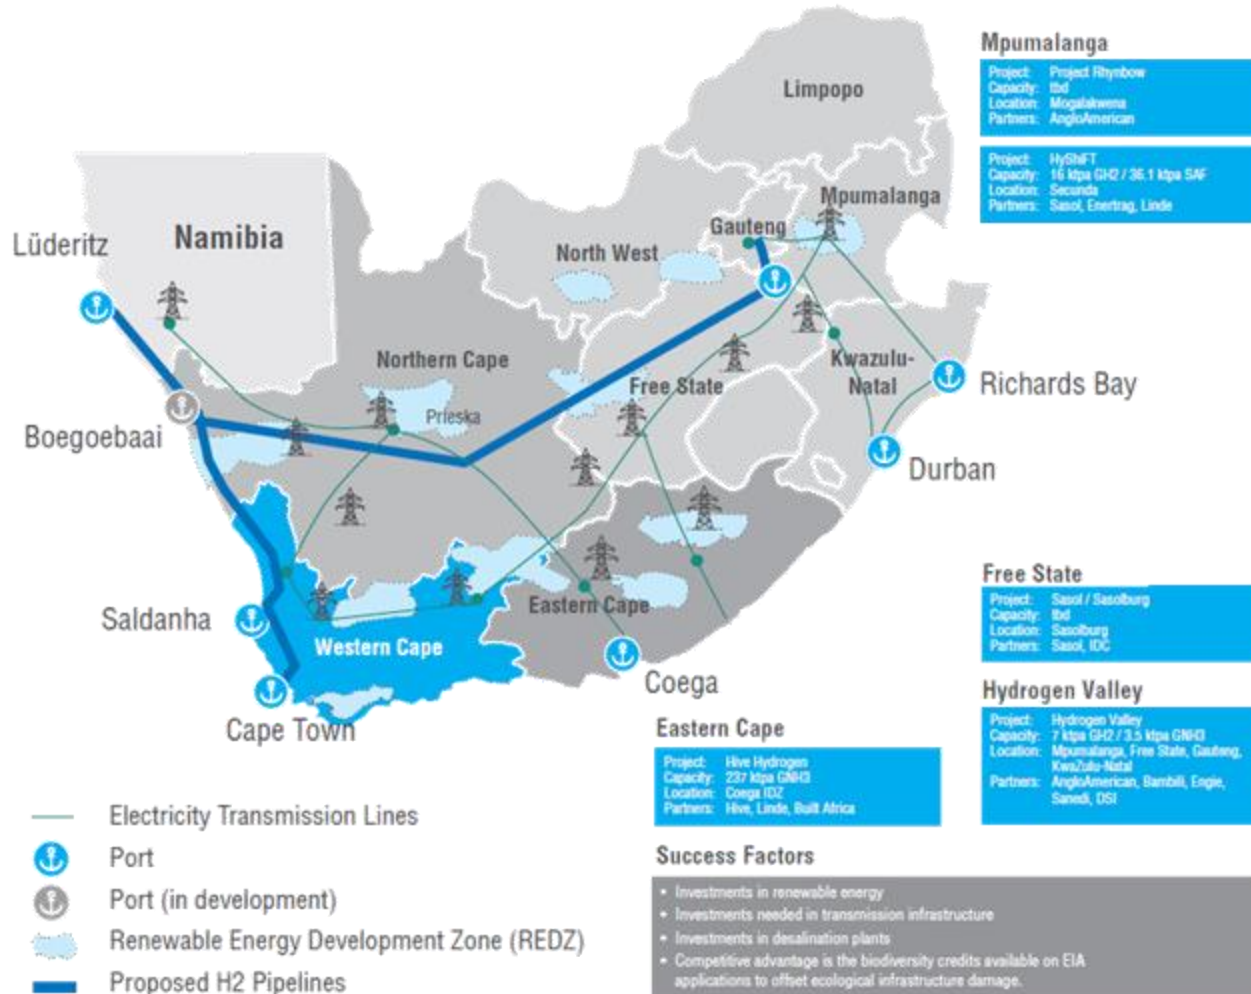 Limpopo
Mpumalanga
Gauteng
North West
Namibia
Lüderitz
Northern Cape
Prieska
Free State
Kwazulu-
Natal
Richards Bay
Boegoebaai
Durban
Saldanha
Eastern Cape
Western Cape
Coega
Cape Town
Electricity Transmission Lines
Port
Port (in development)
Renewable Energy Development Zone (REDZ)
Proposed H2 Pipelines
Mpumalanga
Project: Project Rhynbow
Capacity: tbd
Location: Mogalakwena
Partners: AngloAmerican
Project: HyShiFT
Capacity: 16 ktpa GH2 / 36.1 ktpa SAF
Location: Secunda
Partners: Sasol, Enertrag, Linde
Free State
Project: Sasol / Sasolburg
Capacity: tbd
Location: Sasolburg
Partners: Sasol, IDC
Hydrogen Valley
Project: Hydrogen Valley
Capacity: 7 ktpa GH2 / 3.5 ktpa GNH3
Location: Mpumalanga, Free State, Gauteng,
KwaZulu-Natal
Partners: AngloAmerican, Bambili, Engie,
Sanedi, DSI
Eastern Cape
Project: Hive Hydrogen
Capacity: 237 ktpa GNH3
Location: Coega IDZ
Partners: Hive, Linde, Built Africa
Success Factors
• Investments in renewable energy
• Investments needed in transmission infrastructure
• Investments in desalination plants
• Competitive advantage is the biodiversity credits available on EIA
applications to offset ecological infrastructure damage.